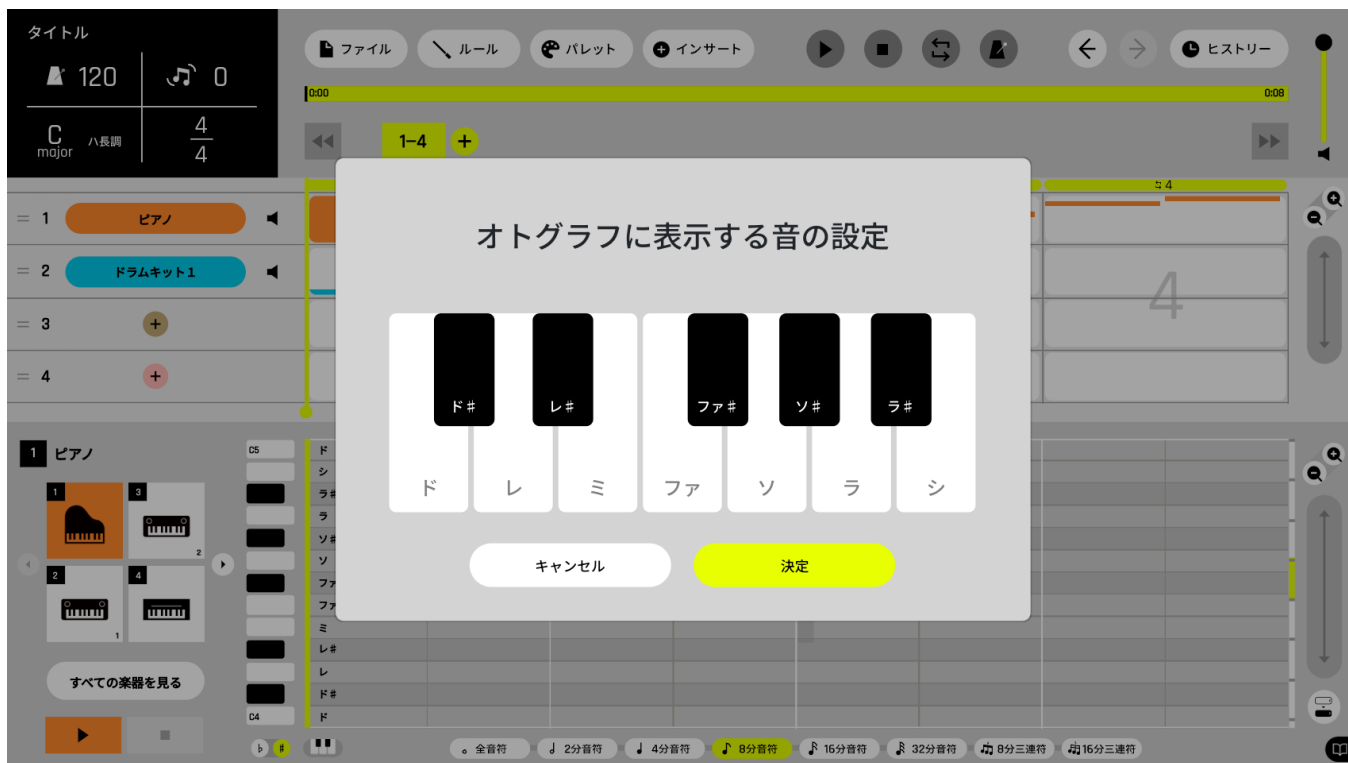 タイトル
120
0
C
major
ハ長調
4
4
ファイル
ルール
パレット
インサート
ヒストリー
0:00
0:08
1-4
4
= 1 ピアノ
= 2 ドラムキット1
= 3
= 4
4
オトグラフに表示する音の設定
ド♯
レ♯
ファ♯
ソ♯
ラ♯
ド
レ
ミ
ファ
ソ
ラ
シ
キャンセル
決定
1 ピアノ
1
3
2
2
4
1
すべての楽器を見る
C5
C4
ド
シ
ラ♯
ラ
ソ♯
ソ
ファ
ファ
ミ
レ♯
レ
ド♯
ド
♭
♯
全音符
2分音符
4分音符
8分音符
16分音符
32分音符
8分三連符
16分三連符